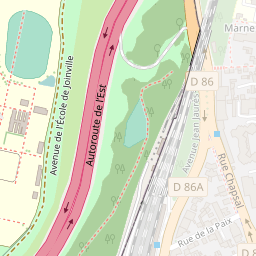 Marne
D 86
Avenue de l'École de Joinville
Autoroute de l'Est
Avenue Jean Jaurès
Rue Chapsal
D 86A
Rue de la Paix